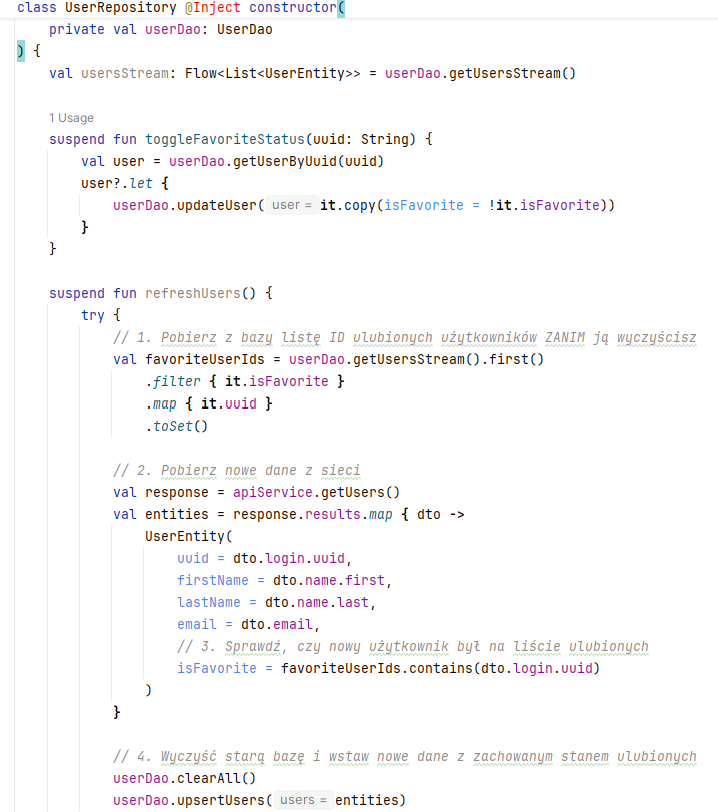 class UserRepository @Inject constructor(
    private val userDao: UserDao
) {
    val usersStream: Flow<List<UserEntity>> = userDao.getUsersStream()

    1 Usage
    suspend fun toggleFavoriteStatus(uuid: String) {
        val user = userDao.getUserByUuid(uuid)
        user?.let {
            userDao.updateUser( user = it.copy(isFavorite = !it.isFavorite))
        }
    }

    suspend fun refreshUsers() {
        try {
            // 1. Pobierz z bazy listę ID ulubionych użytkowników ZANIM ją wyczyścisz
            val favoriteUserIds = userDao.getUsersStream().first()
                .filter { it.isFavorite }
                .map { it.uuid }
                .toSet()

            // 2. Pobierz nowe dane z sieci
            val response = apiService.getUsers()
            val entities = response.results.map { dto ->
                UserEntity(
                    uuid = dto.login.uuid,
                    firstName = dto.name.first,
                    lastName = dto.name.last,
                    email = dto.email,
                    // 3. Sprawdź, czy nowy użytkownik był na liście ulubionych
                    isFavorite = favoriteUserIds.contains(dto.login.uuid)
                )
            }

            // 4. Wyczyść starą bazę i wstaw nowe dane z zachowanym stanem ulubionych
            userDao.clearAll()
            userDao.upsertUsers( users = entities)